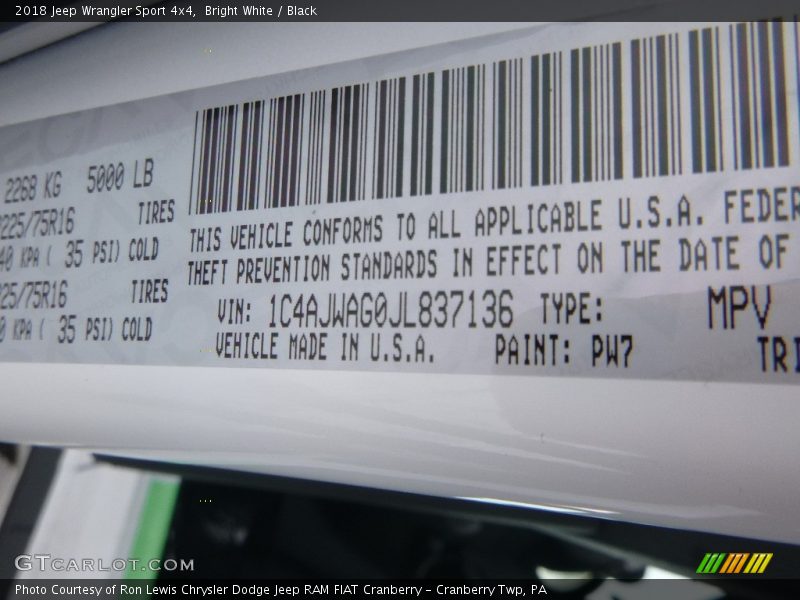 2018 Jeep Wrangler Sport 4x4, Bright White / Black
2268 KG 5000 LB
225/75R16 TIRES
40 KPA ( 35 PSI) COLD
225/75R16 TIRES
0 KPA ( 35 PSI) COLD
THIS VEHICLE CONFORMS TO ALL APPLICABLE U.S.A. FEDER
THEFT PREVENTION STANDARDS IN EFFECT ON THE DATE OF
VIN: 1C4AJWAG0JL837136 TYPE: MPV
VEHICLE MADE IN U.S.A. PAINT: PW7 TRI
GTcarlot.com
Photo Courtesy of Ron Lewis Chrysler Dodge Jeep RAM FIAT Cranberry – Cranberry Twp, PA